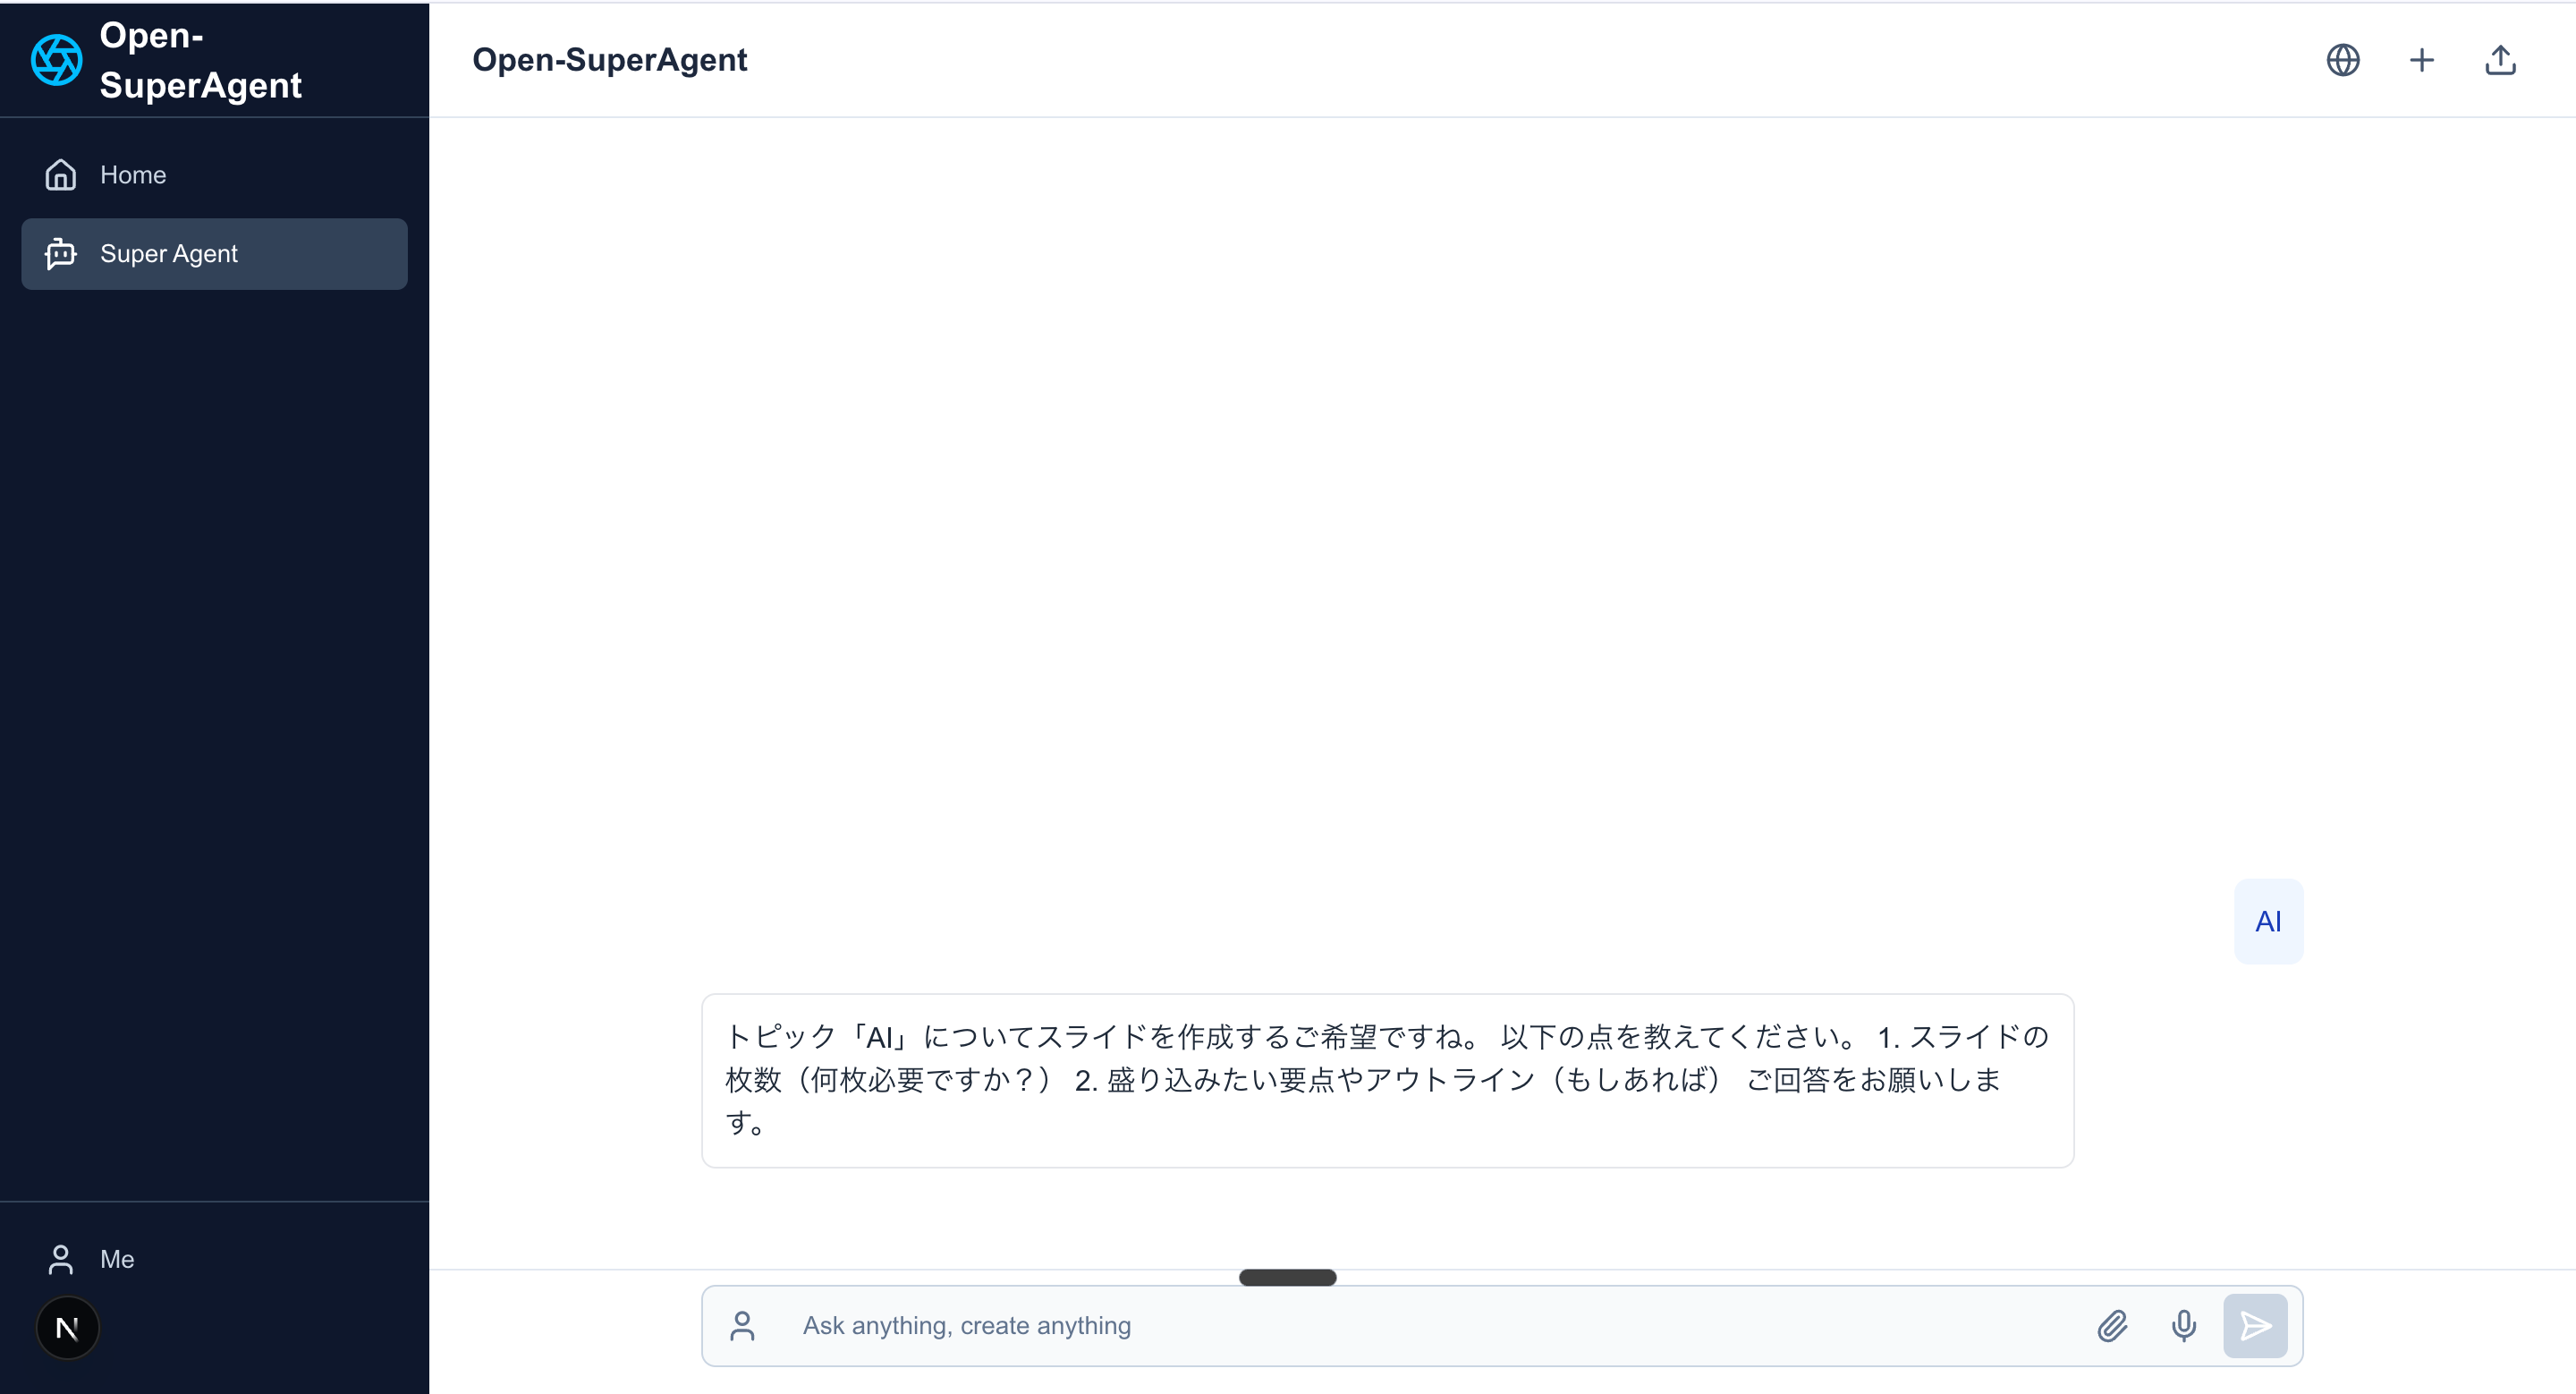 Open-
SuperAgent
Home
Super Agent
Me
N
Open-SuperAgent
AI
トピック「AI」についてスライドを作成するご希望ですね。 以下の点を教えてください。 1. スライドの
枚数（何枚必要ですか？） 2. 盛り込みたい要点やアウトライン（もしあれば） ご回答をお願いしま
す。
Ask anything, create anything